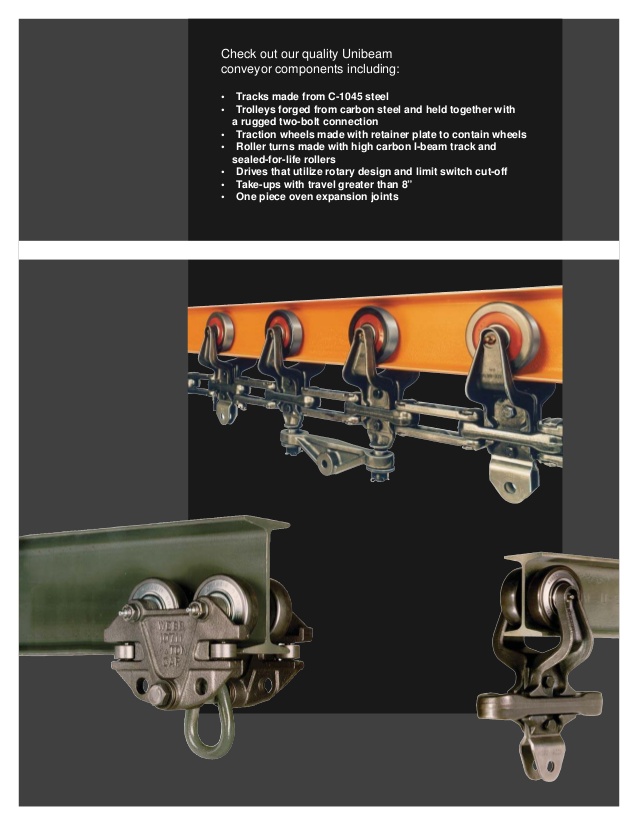 Check out our quality Unibeam
conveyor components including:
• Tracks made from C-1045 steel
• Trolleys forged from carbon steel and held together with
a rugged two-bolt connection
• Traction wheels made with retainer plate to contain wheels
• Roller turns made with high carbon I-beam track and
sealed-for-life rollers
• Drives that utilize rotary design and limit switch cut-off
• Take-ups with travel greater than 8"
• One piece oven expansion joints
WEBB
TON
CAP